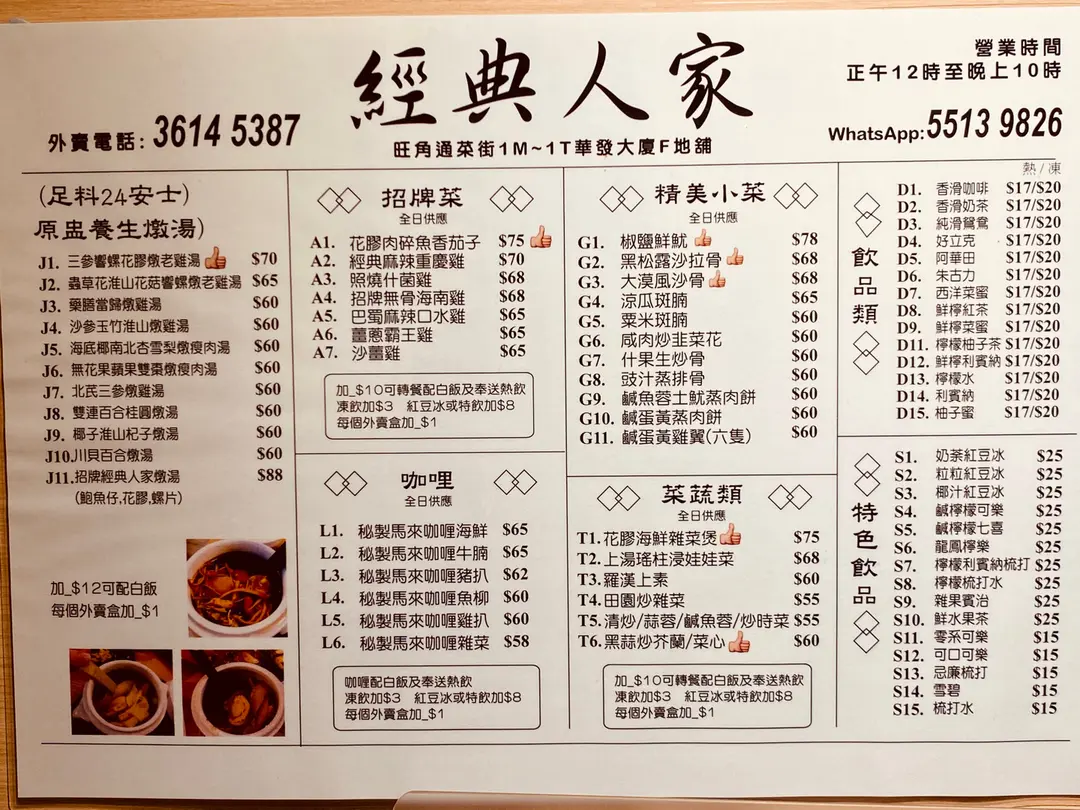 經典人家
營業時間
正午12時至晚上10時
外賣電話: 3614 5387
WhatsApp:5513 9826
旺角通菜街1M~1T華發大廈F地舖
(足料24安士)
原盅養生燉湯)
J1. 三參響螺花膠燉老雞湯 $70
J2. 蟲草花淮山花菇響螺燉老雞湯 $65
J3. 藥膳當歸燉雞湯 $60
J4. 沙參玉竹淮山燉雞湯 $60
J5. 海底椰南北杏雪梨燉瘦肉湯 $60
J6. 無花果蘋果雙棗燉瘦肉湯 $60
J7. 北芪三參燉雞湯 $60
J8. 雙連百合桂圓燉湯 $60
J9. 椰子淮山杞子燉湯 $60
J10.川貝百合燉湯 $60
J11.招牌經典人家燉湯 $88
(鮑魚仔,花膠,螺片)
加_$12可配白飯
每個外賣盒加_$1
招牌菜
全日供應
A1. 花膠肉碎魚香茄子 $75
A2. 經典麻辣重慶雞 $70
A3. 照燒什菌雞 $68
A4. 招牌無骨海南雞 $68
A5. 巴蜀麻辣口水雞 $65
A6. 薑蔥霸王雞 $65
A7. 沙薑雞 $65
加_$10可轉餐配白飯及奉送熱飲
凍飲加$3 紅豆冰或特飲加$8
每個外賣盒加_$1
咖喱
全日供應
L1. 秘製馬來咖喱海鮮 $65
L2. 秘製馬來咖喱牛腩 $65
L3. 秘製馬來咖喱豬扒 $62
L4. 秘製馬來咖喱魚柳 $60
L5. 秘製馬來咖喱雞扒 $60
L6. 秘製馬來咖喱雜菜 $58
咖喱配白飯及奉送熱飲
凍飲加$3 紅豆冰或特飲加$8
每個外賣盒加_$1
精美小菜
全日供應
G1. 椒鹽鮮魷 $78
G2. 黑松露沙拉骨 $68
G3. 大漠風沙骨 $68
G4. 涼瓜斑腩 $65
G5. 粟米斑腩 $60
G6. 咸肉炒韭菜花 $60
G7. 什果生炒骨 $60
G8. 豉汁蒸排骨 $60
G9. 鹹魚蓉土魷蒸肉餅 $60
G10. 鹹蛋黃蒸肉餅 $60
G11. 鹹蛋黃雞翼(六隻) $60
菜蔬類
全日供應
T1.花膠海鮮雜菜煲 $75
T2.上湯瑤柱浸娃娃菜 $68
T3.羅漢上素 $60
T4.田園炒雜菜 $55
T5.清炒/蒜蓉/鹹魚蓉/炒時菜 $55
T6.黑蒜炒芥蘭/菜心 $60
加_$10可轉餐配白飯及奉送熱飲
凍飲加$3 紅豆冰或特飲加$8
每個外賣盒加_$1
飲品類
熱/凍
D1. 香滑咖啡 $17/$20
D2. 香滑奶茶 $17/$20
D3. 純滑鴛鴦 $17/$20
D4. 好立克 $17/$20
D5. 阿華田 $17/$20
D6. 朱古力 $17/$20
D7. 西洋菜蜜 $17/$20
D8. 鮮檸紅茶 $17/$20
D9. 鮮檸菜蜜 $17/$20
D11. 檸檬柚子茶 $17/$20
D12. 鮮檸利賓納 $17/$20
D13. 檸檬水 $17/$20
D14. 利賓納 $17/$20
D15. 柚子蜜 $17/$20
特色飲品
S1. 奶茶紅豆冰 $25
S2. 粒粒紅豆冰 $25
S3. 椰汁紅豆冰 $25
S4. 鹹檸檬可樂 $25
S5. 鹹檸檬七喜 $25
S6. 龍鳳檸樂 $25
S7. 檸檬利賓納梳打 $25
S8. 檸檬梳打水 $25
S9. 雜果賓治 $25
S10. 鮮水果茶 $25
S11. 零系可樂 $15
S12. 可口可樂 $15
S13. 忌廉梳打 $15
S14. 雪碧 $15
S15. 梳打水 $15